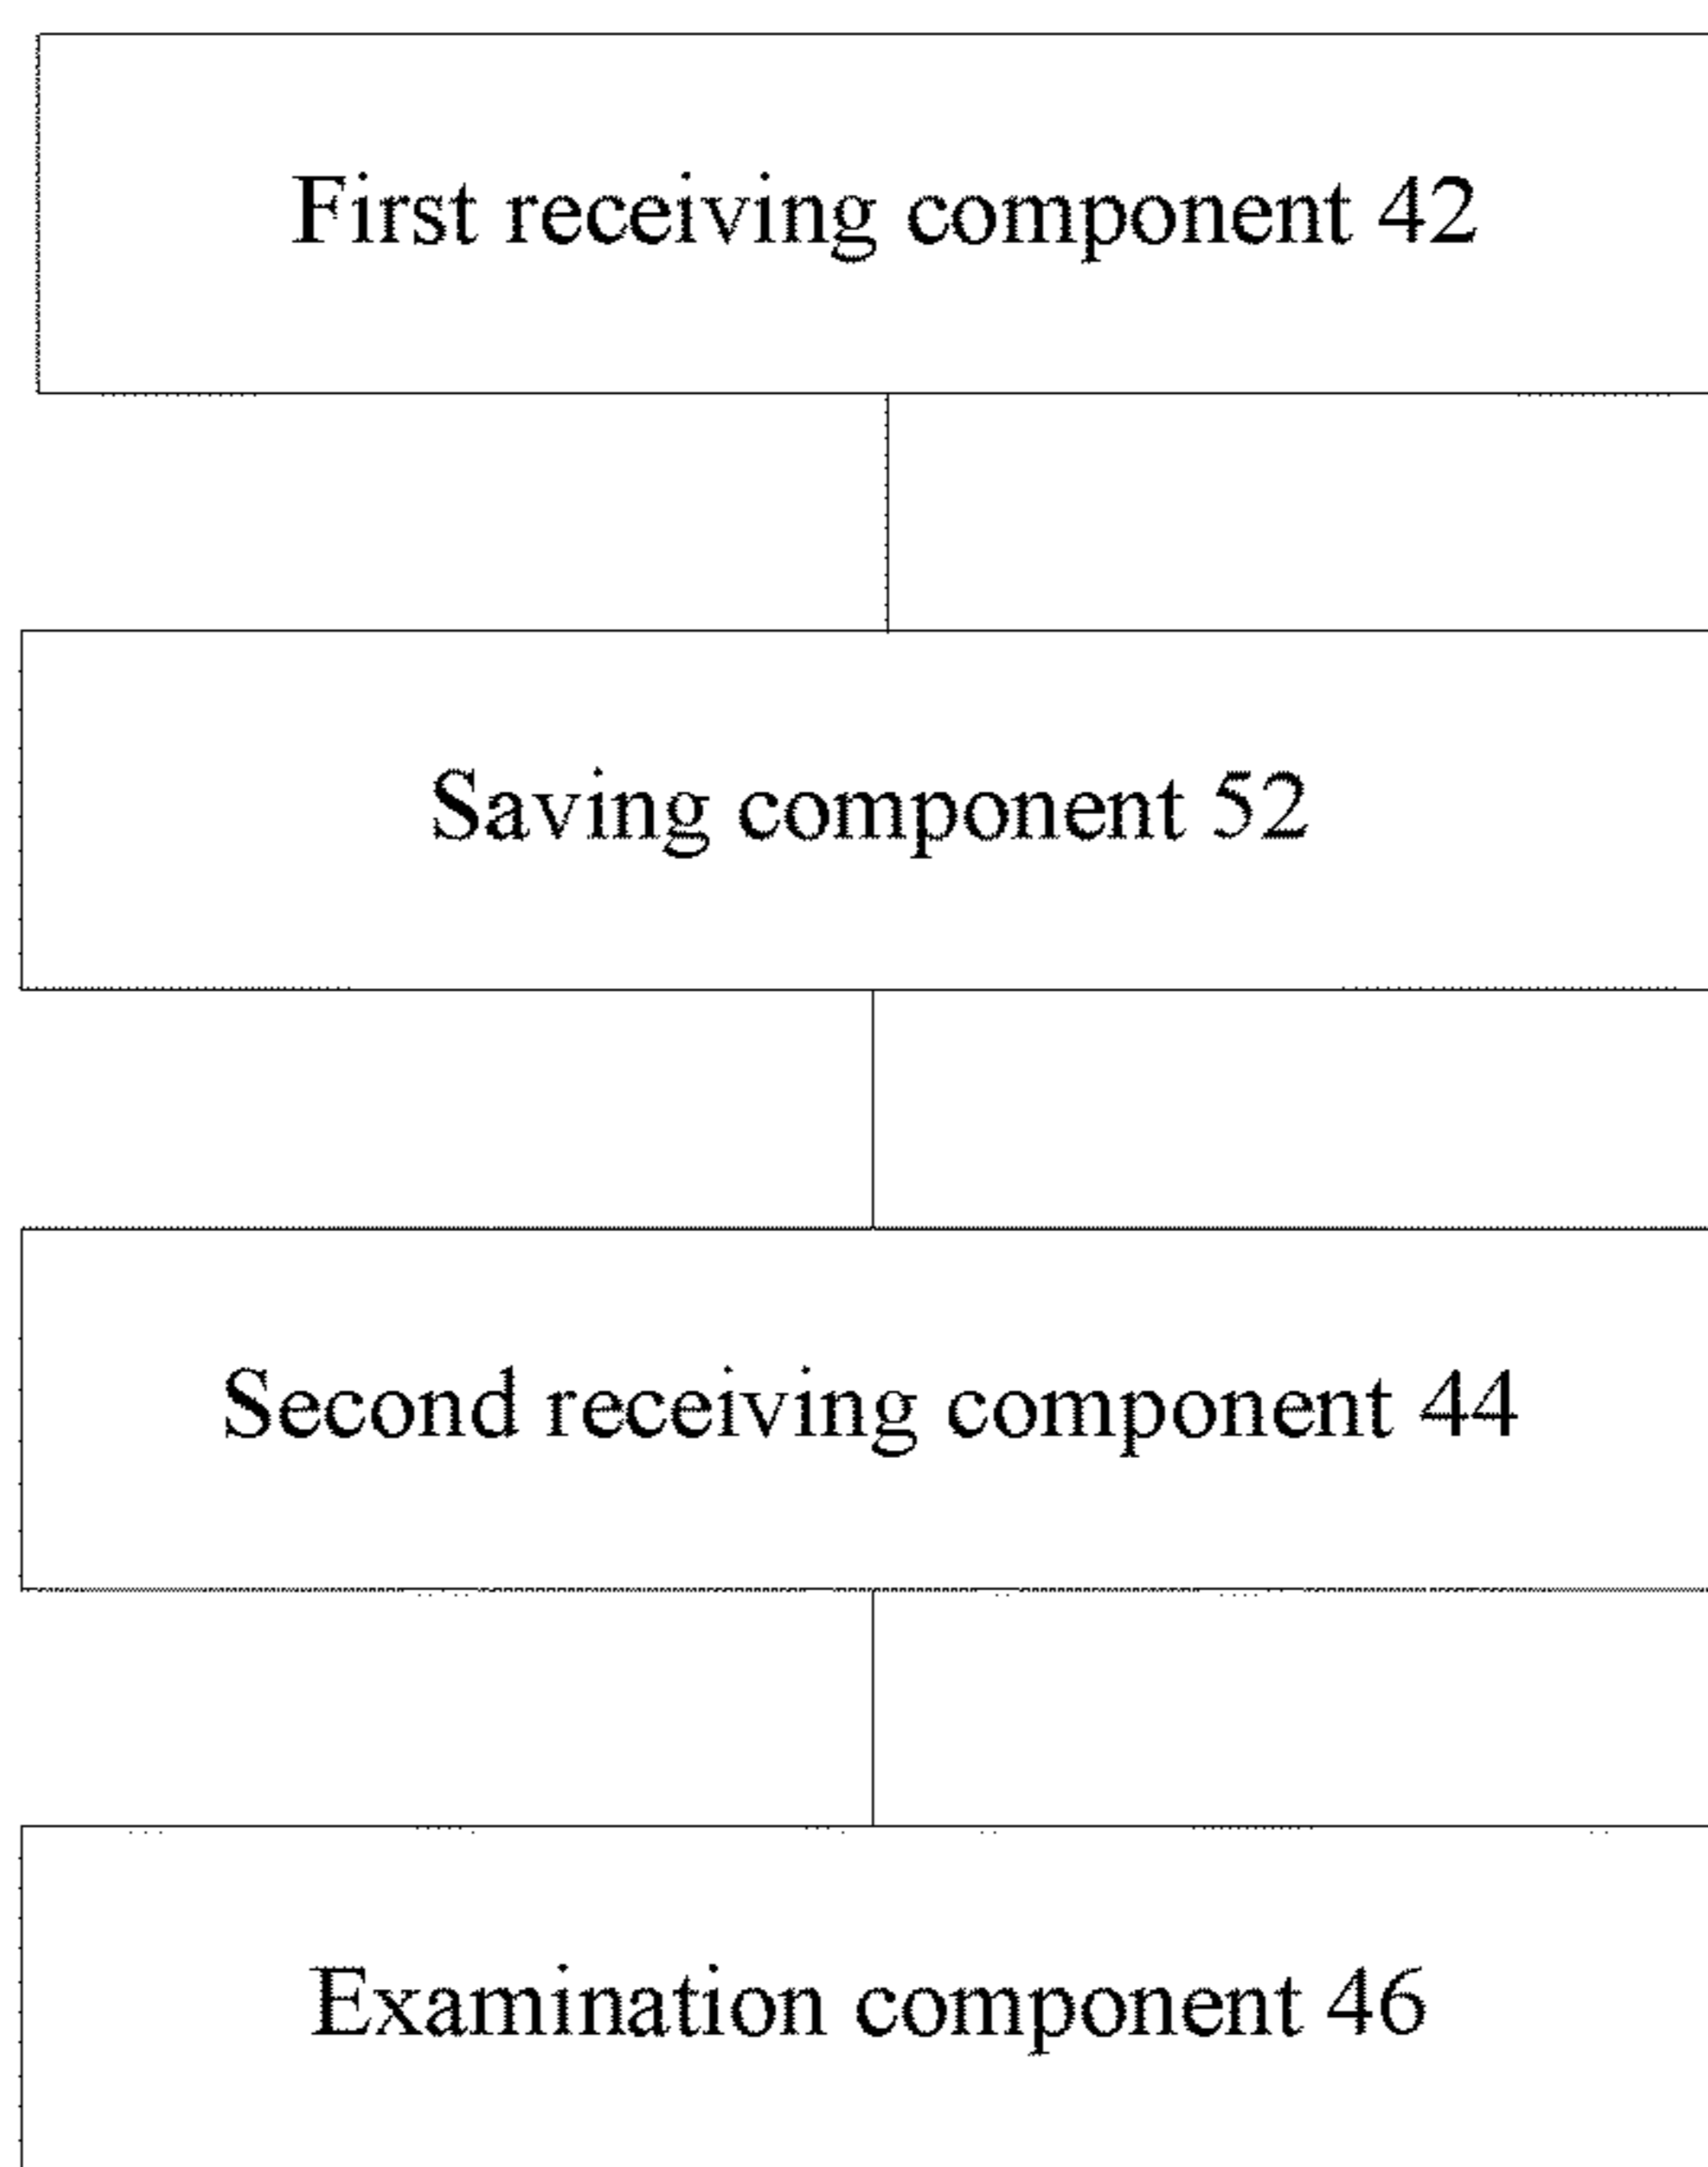 First receiving component 42
Saving component 52
Second receiving component 44
Examination component 46